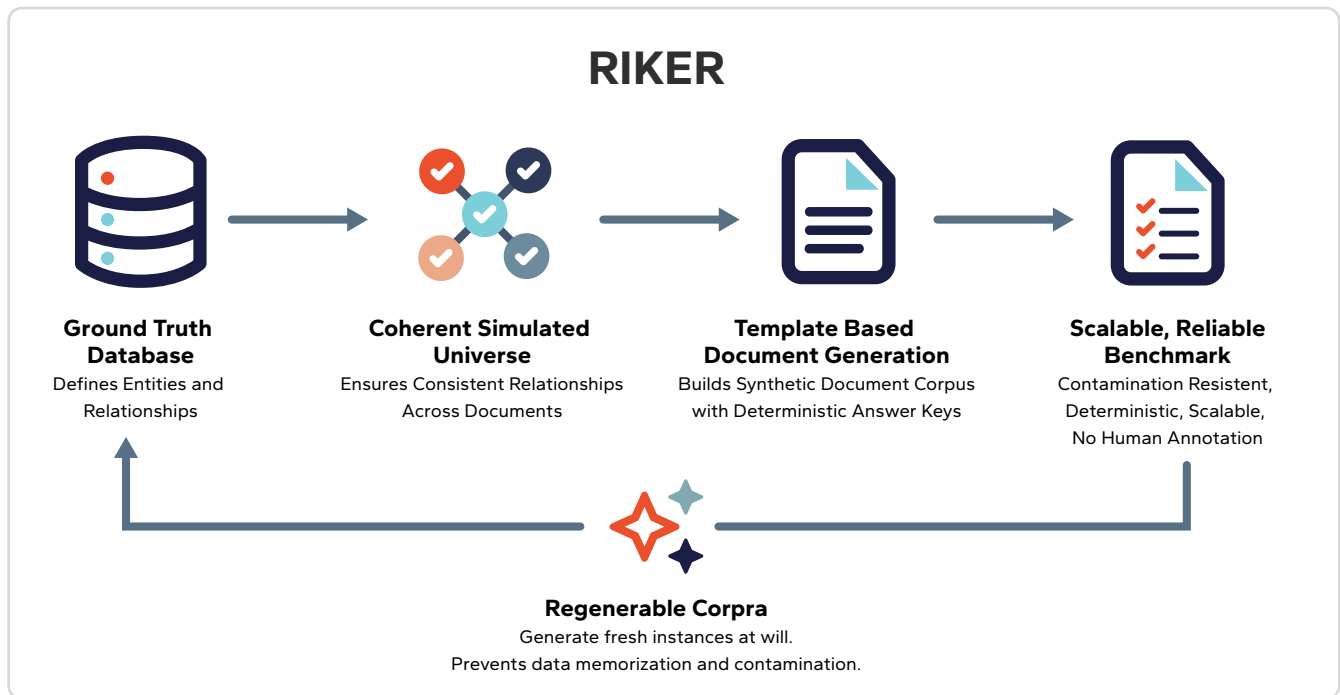 RIKER
Ground Truth
Database
Defines Entities and
Relationships
Coherent Simulated
Universe
Ensures Consistent Relationships
Across Documents
Template Based
Document Generation
Builds Synthetic Document Corpus
with Deterministic Answer Keys
Scalable, Reliable
Benchmark
Contamination Resistent,
Deterministic, Scalable,
No Human Annotation
Regenerable Corpra
Generate fresh instances at will.
Prevents data memorization and contamination.